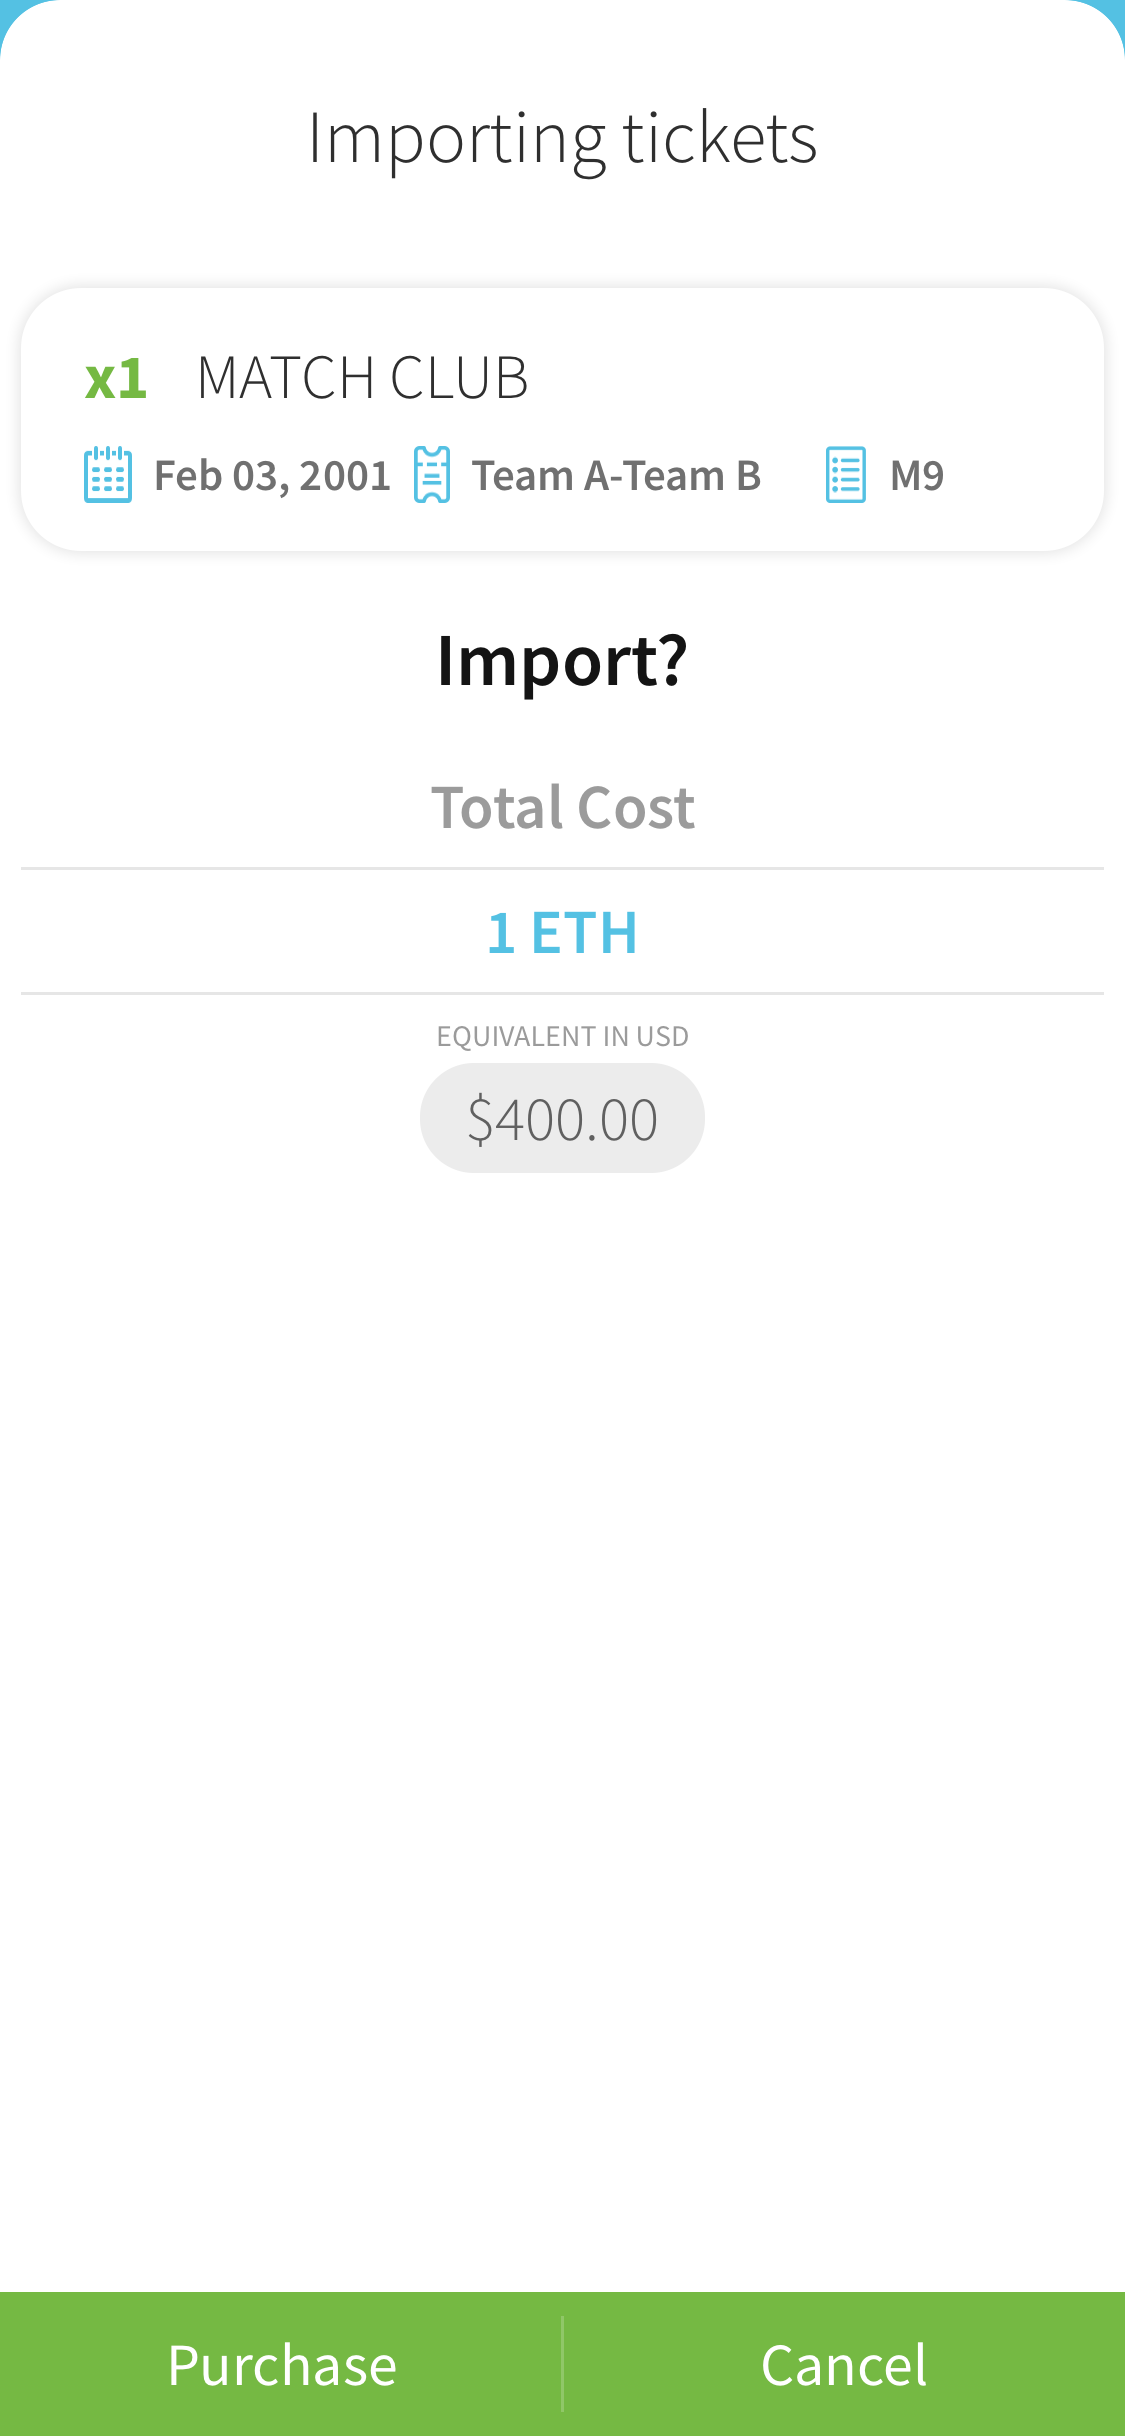 Importing tickets
x1 MATCH CLUB
Feb 03, 2001 Team A-Team B M9
Import?
Total Cost
1 ETH
EQUIVALENT IN USD
$400.00
Purchase Cancel